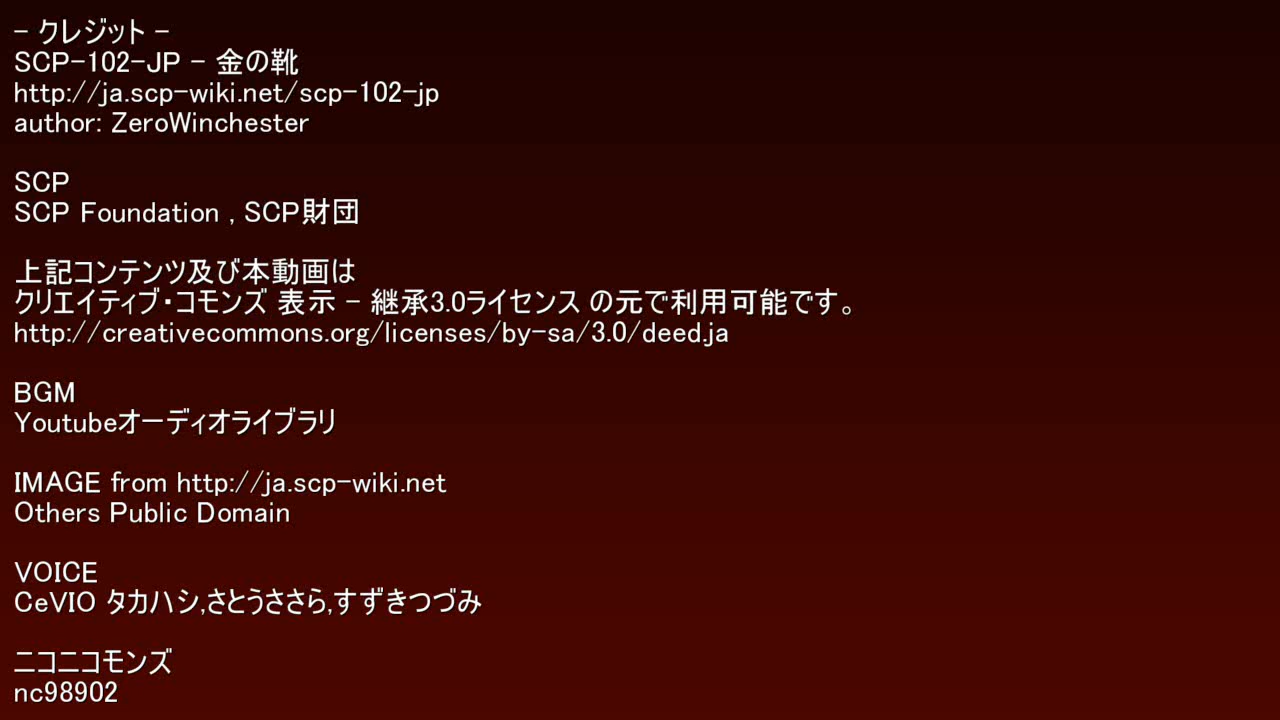 - クレジット -
SCP-102-JP - 金の靴
http://ja.scp-wiki.net/scp-102-jp
author: ZeroWinchester
SCP
SCP Foundation , SCP財団
上記コンテンツ及び本動画は
クリエイティブ・コモンズ 表示 - 継承3.0ライセンス の元で利用可能です。
http://creativecommons.org/licenses/by-sa/3.0/deed.ja
BGM
Youtubeオーディオライブラリ
IMAGE from http://ja.scp-wiki.net
Others Public Domain
VOICE
CeVIO タカハシ,さとうささら,すずきつづみ
ニコニコモンズ
nc98902